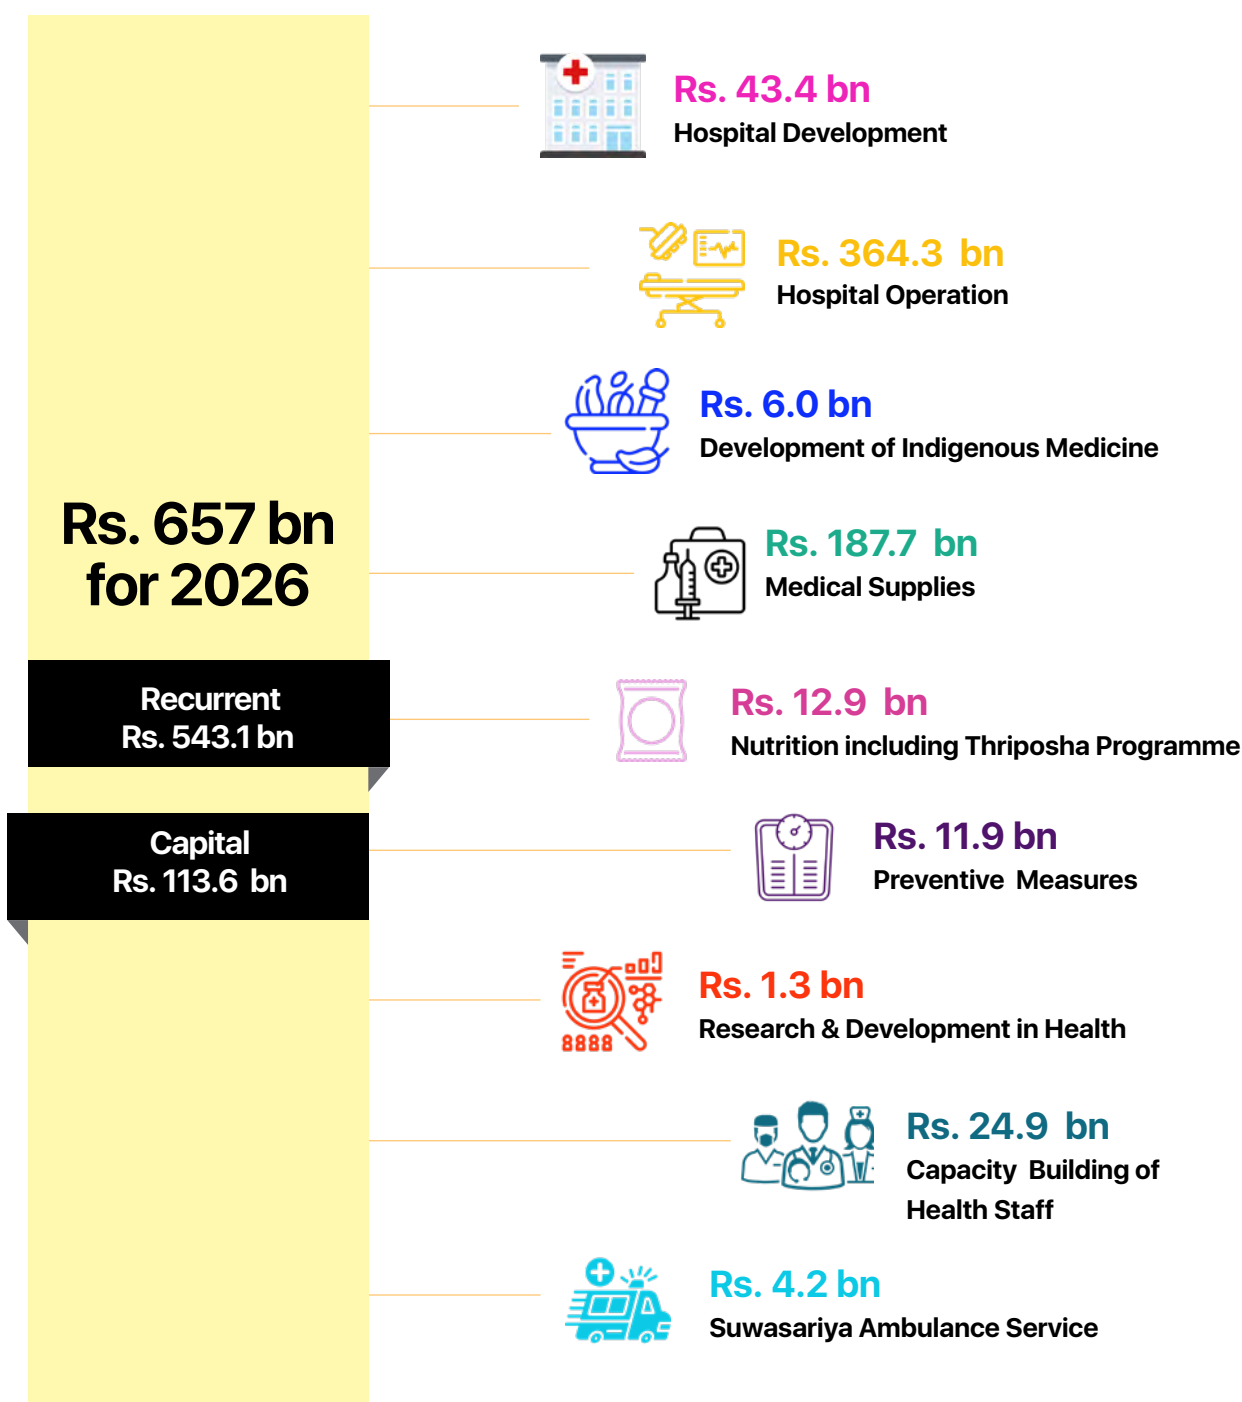 Rs. 657 bn
for 2026
Recurrent
Rs. 543.1 bn
Capital
Rs. 113.6 bn
Rs. 43.4 bn
Hospital Development
Rs. 364.3 bn
Hospital Operation
Rs. 6.0 bn
Development of Indigenous Medicine
Rs. 187.7 bn
Medical Supplies
Rs. 12.9 bn
Nutrition including Thriposha Programme
Rs. 11.9 bn
Preventive Measures
Rs. 1.3 bn
Research & Development in Health
8888
Rs. 24.9 bn
Capacity Building of
Health Staff
Rs. 4.2 bn
Suwasariya Ambulance Service